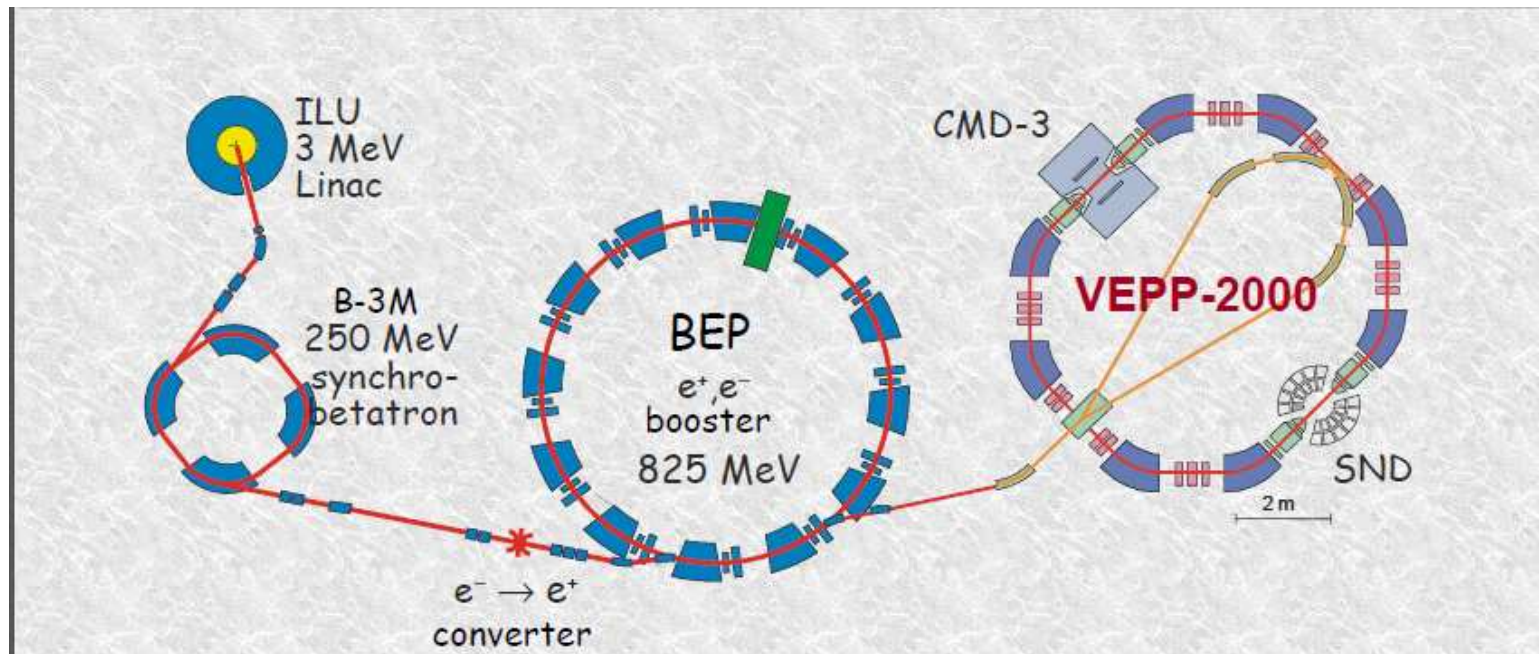 ILU
3 MeV
Linac
B-3M
250 MeV
synchro-
betatron
e⁻ → e⁺
converter
BEP
e⁺,e⁻
booster
825 MeV
CMD-3
VEPP-2000
SND
2 m